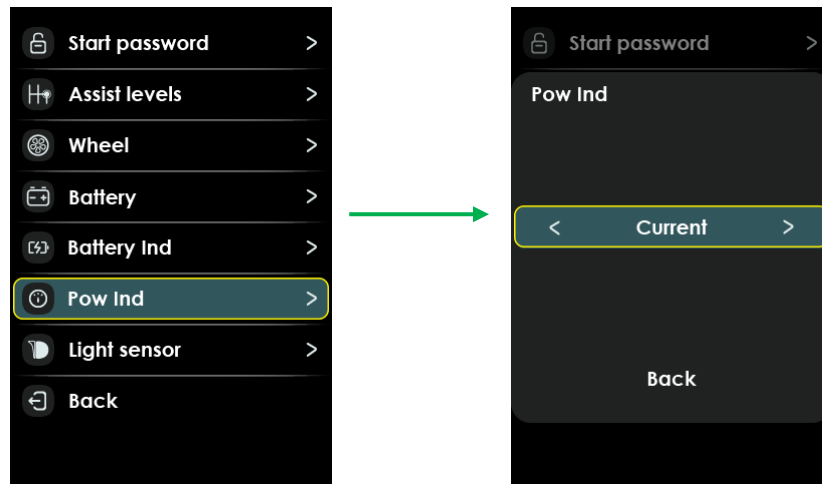 Start password >
Assist levels >
Wheel >
Battery >
Battery Ind >
Pow Ind >
Light sensor >
Back
Start password >
Pow Ind
< Current >
Back